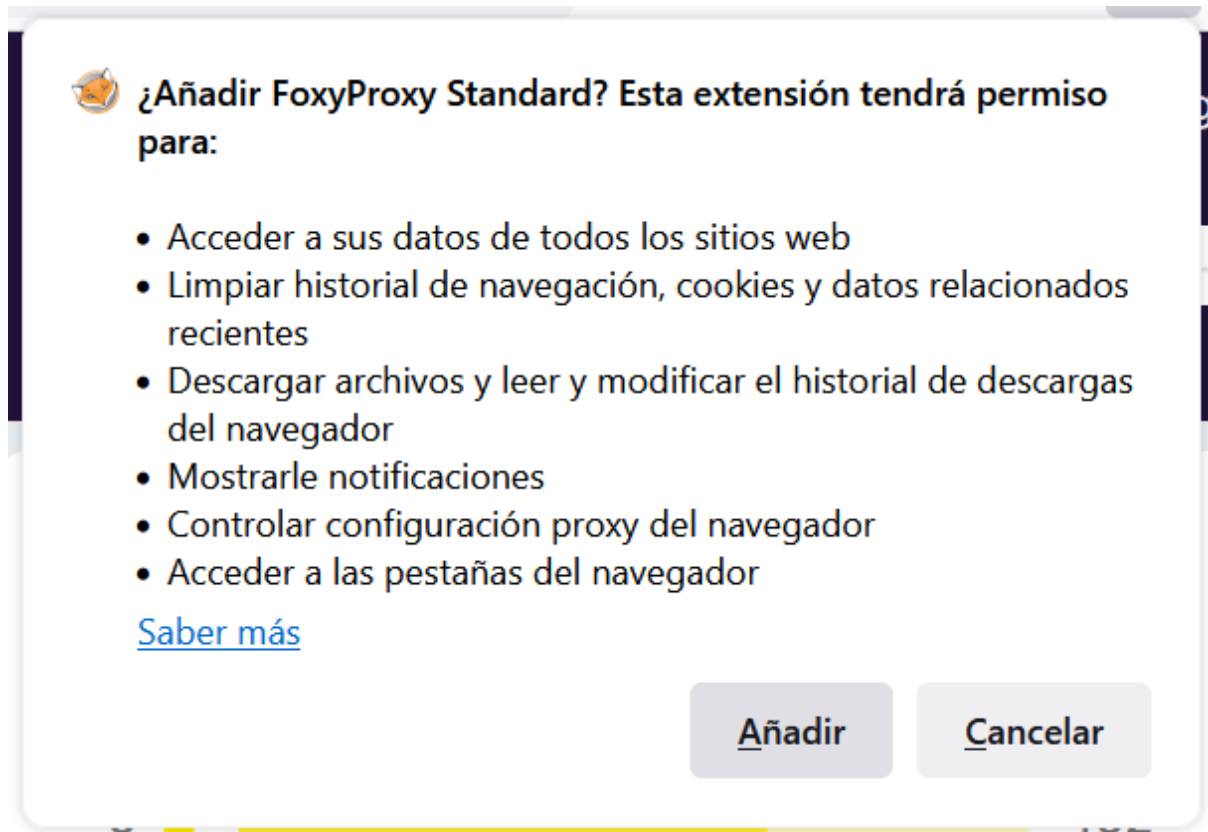 ¿Añadir FoxyProxy Standard? Esta extensión tendrá permiso
para:
• Acceder a sus datos de todos los sitios web
• Limpiar historial de navegación, cookies y datos relacionados
recientes
• Descargar archivos y leer y modificar el historial de descargas
del navegador
• Mostrarle notificaciones
• Controlar configuración proxy del navegador
• Acceder a las pestañas del navegador
Saber más
Añadir
Cancelar